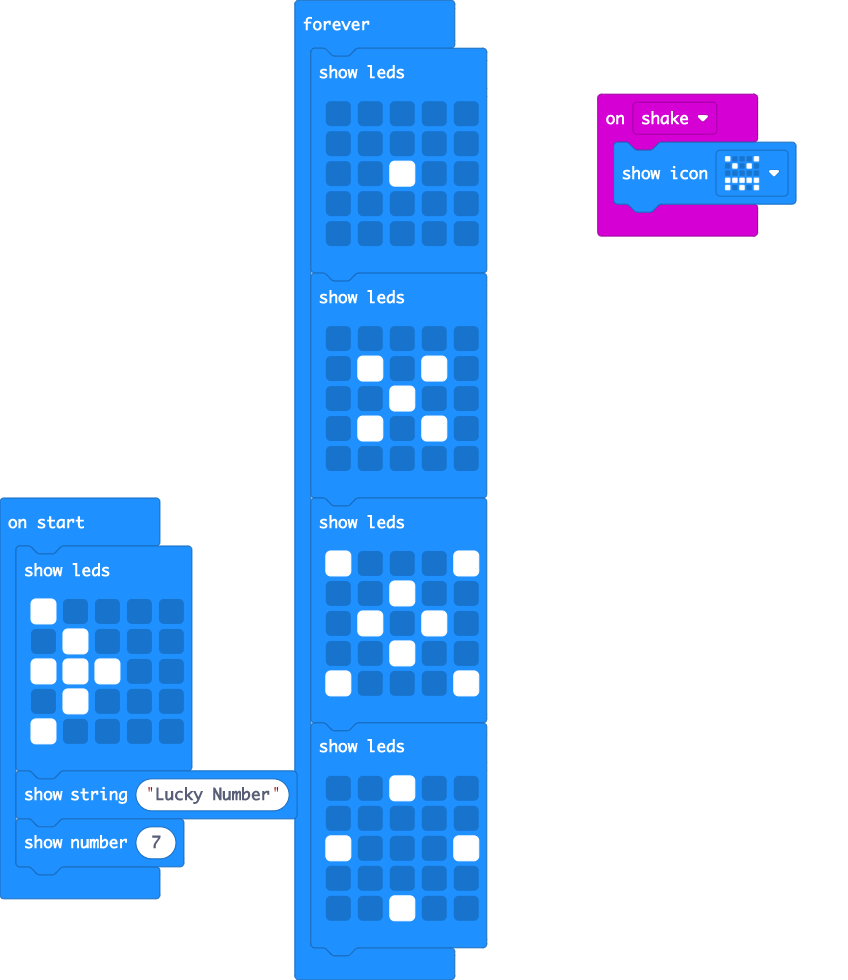 forever
show leds
show leds
show leds
show leds
on shake
show icon
on start
show leds
show string "Lucky Number"
show number 7